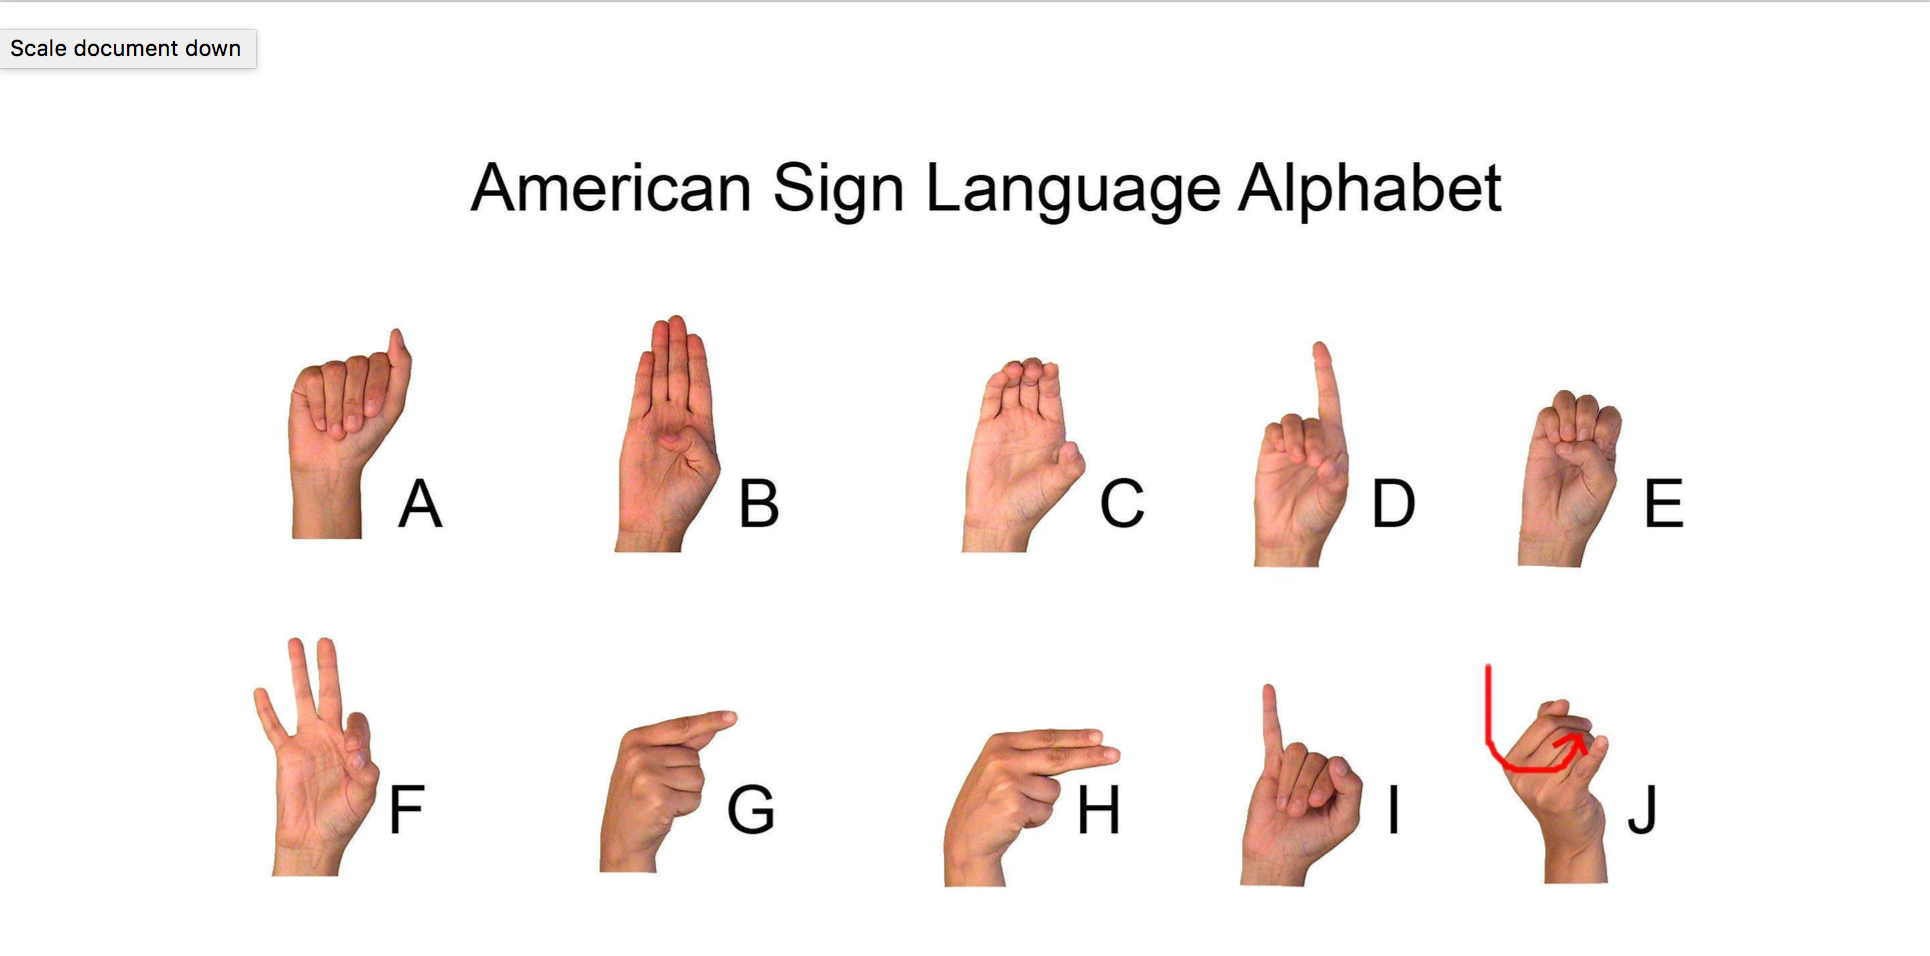 Scale document down
American Sign Language Alphabet
A B C D E
F G H I J